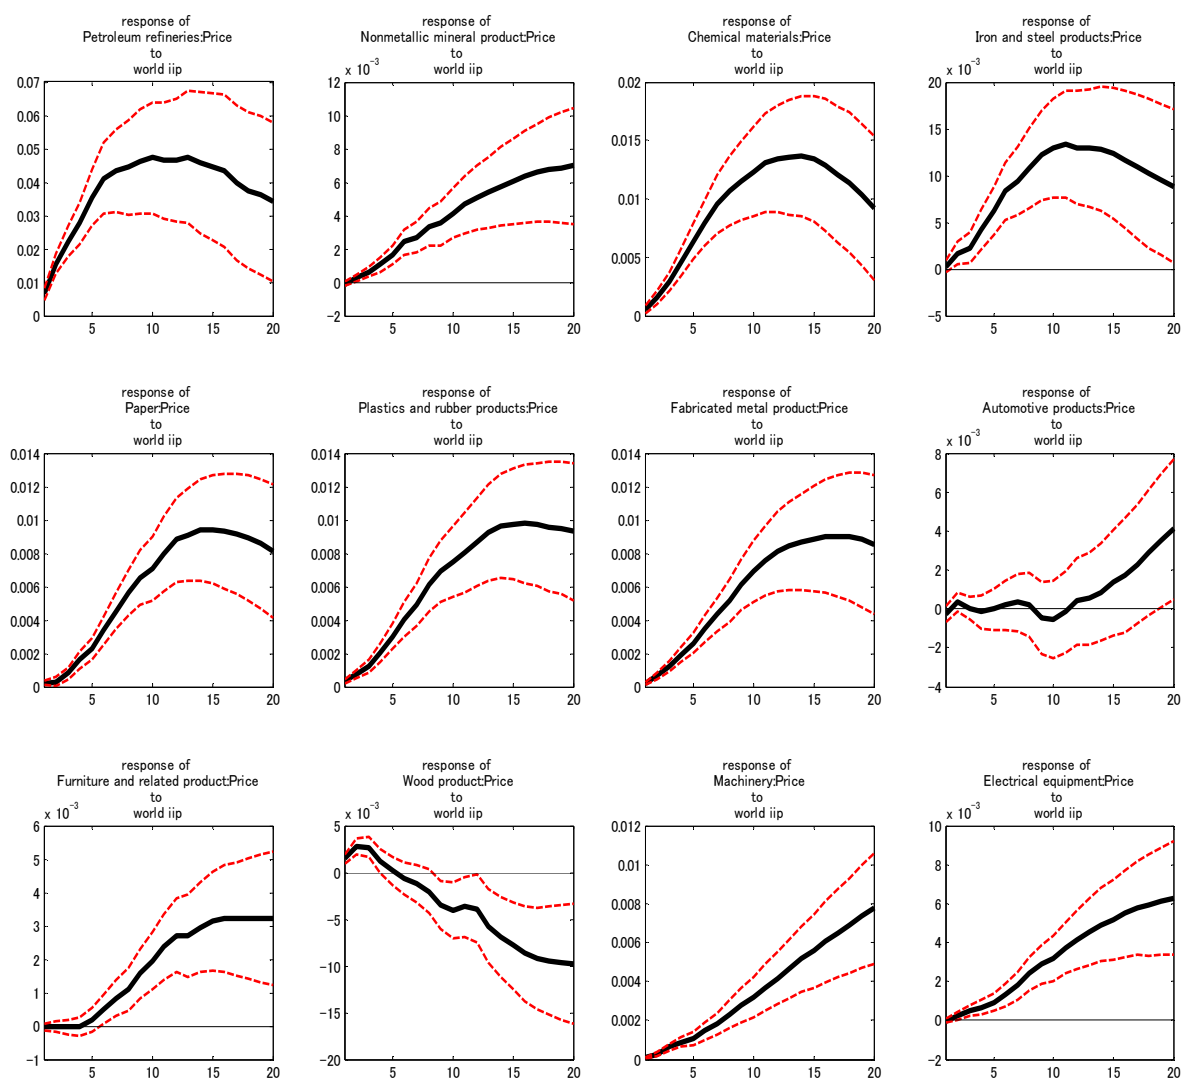 response of
Petroleum refineries:Price
to
world iip
0.07
0.06
0.05
0.04
0.03
0.02
0.01
0
5
10
15
20
response of
Nonmetallic mineral product:Price
to
world iip
x 10^-3
12
10
8
6
4
2
0
-2
5
10
15
20
response of
Chemical materials:Price
to
world iip
0.02
0.015
0.01
0.005
0
5
10
15
20
response of
Iron and steel products:Price
to
world iip
x 10^-3
20
15
10
5
0
-5
5
10
15
20
response of
Paper:Price
to
world iip
0.014
0.012
0.01
0.008
0.006
0.004
0.002
0
5
10
15
20
response of
Plastics and rubber products:Price
to
world iip
0.014
0.012
0.01
0.008
0.006
0.004
0.002
0
5
10
15
20
response of
Fabricated metal product:Price
to
world iip
0.014
0.012
0.01
0.008
0.006
0.004
0.002
0
5
10
15
20
response of
Automotive products:Price
to
world iip
x 10^-3
8
6
4
2
0
-2
-4
5
10
15
20
response of
Furniture and related product:Price
to
world iip
x 10^-3
6
5
4
3
2
1
0
-1
5
10
15
20
response of
Wood product:Price
to
world iip
x 10^-3
5
0
-5
-10
-15
-20
5
10
15
20
response of
Machinery:Price
to
world iip
0.012
0.01
0.008
0.006
0.004
0.002
0
5
10
15
20
response of
Electrical equipment:Price
to
world iip
x 10^-3
10
8
6
4
2
0
-2
5
10
15
20